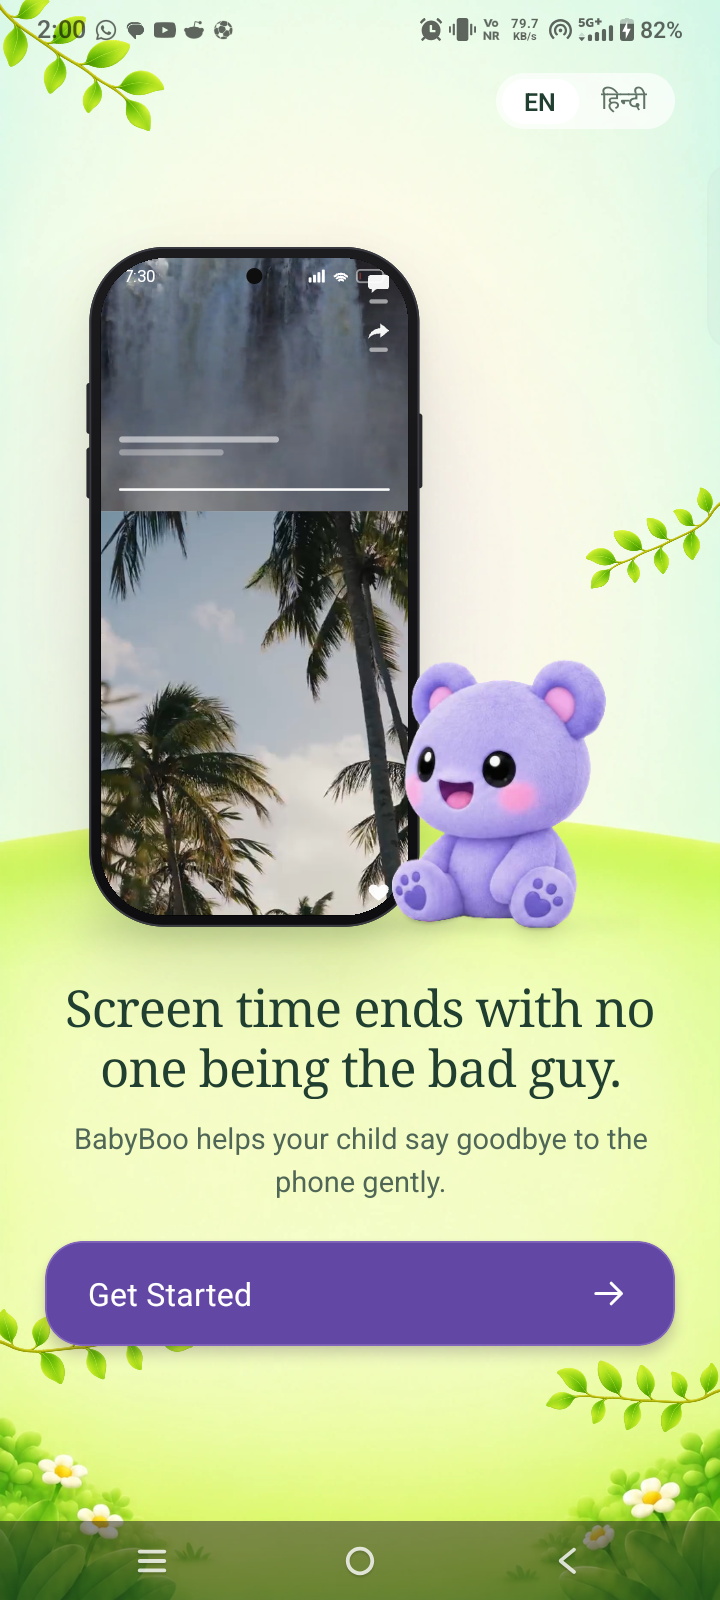 2:00
Vo NR 79.7 KB/s 5G+ 82%
EN हिन्दी
7:30
Screen time ends with no
one being the bad guy.
BabyBoo helps your child say goodbye to the
phone gently.
Get Started